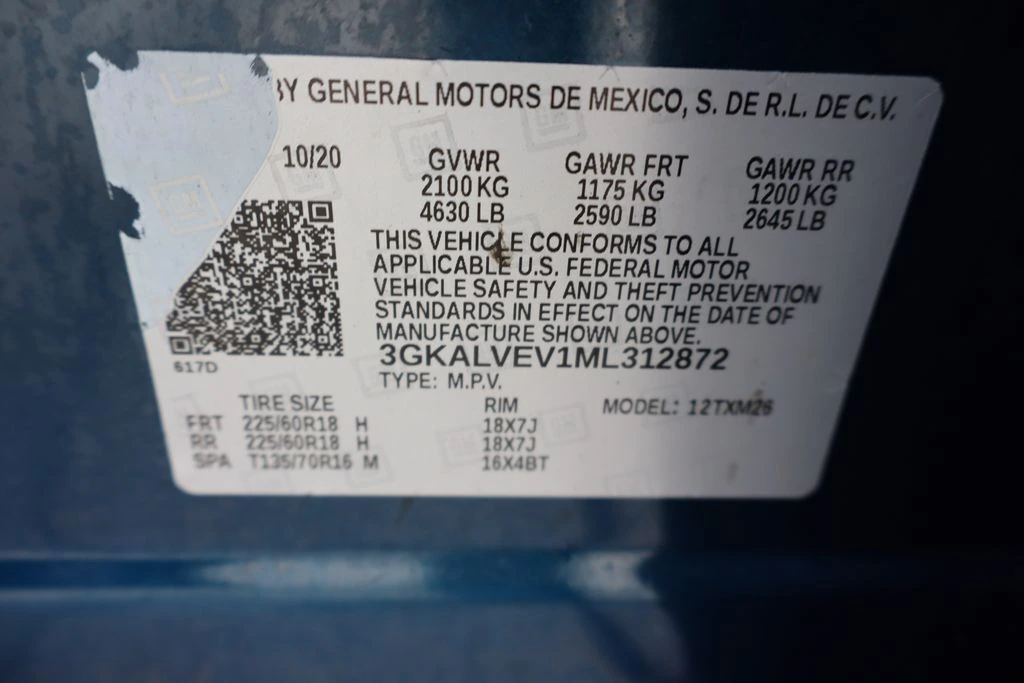 BY GENERAL MOTORS DE MEXICO, S. DE R.L. DE C.V.
10/20 GVWR GAWR FRT GAWR RR
2100 KG 1175 KG 1200 KG
4630 LB 2590 LB 2645 LB
THIS VEHICLE CONFORMS TO ALL
APPLICABLE U.S. FEDERAL MOTOR
VEHICLE SAFETY AND THEFT PREVENTION
STANDARDS IN EFFECT ON THE DATE OF
MANUFACTURE SHOWN ABOVE.
3GKALVEV1ML312872
617D
TYPE: M.P.V.
TIRE SIZE RIM MODEL: 12TXM26
FRT 225/60R18 H 18X7J
RR 225/60R18 H 18X7J
SPA T135/70R16 M 16X4BT